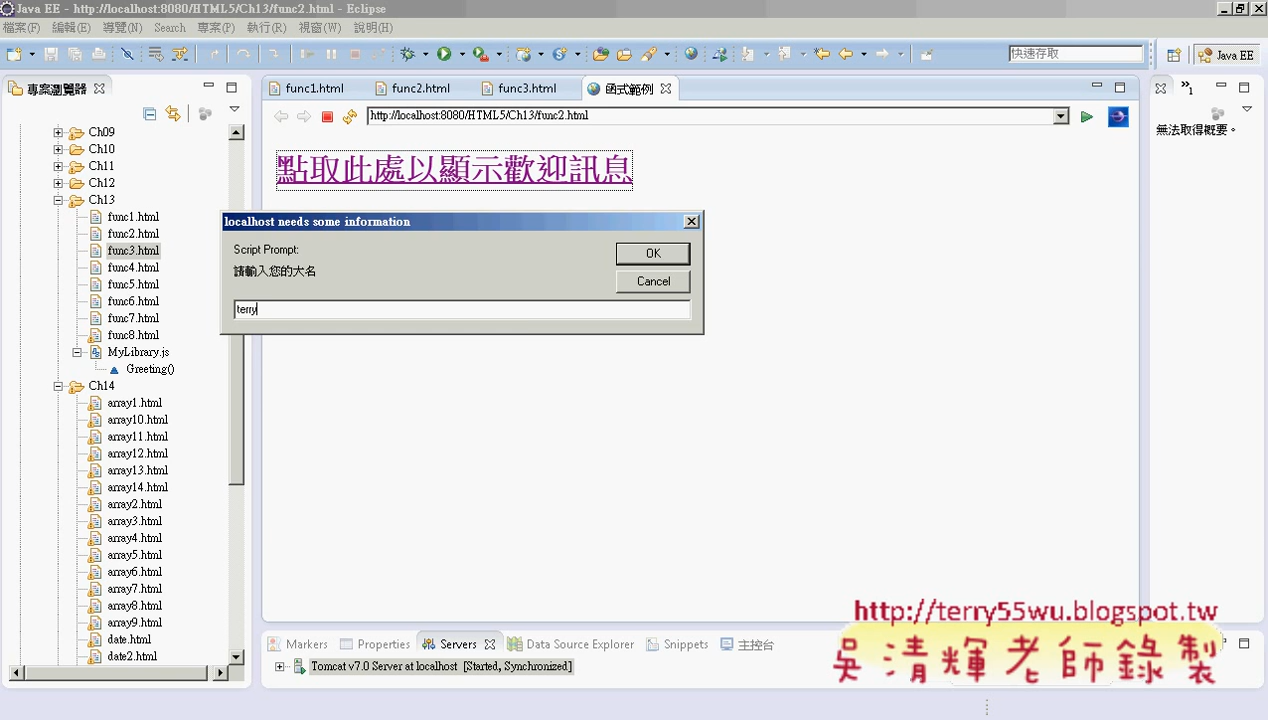 Java EE - http://localhost:8080/HTML5/Ch13/func2.html - Eclipse
檔案(F) 編輯(E) 導覽(N) Search 專案(P) 執行(R) 視窗(W) 說明(H)
快速存取
Java EE
專案瀏覽器
func1.html
func2.html
func3.html
函式範例
http://localhost:8080/HTML5/Ch13/func2.html
無法取得概要。
Ch09
Ch10
Ch11
Ch12
Ch13
func1.html
func2.html
func3.html
func4.html
func5.html
func6.html
func7.html
func8.html
MyLibrary.js
Greeting()
Ch14
array1.html
array10.html
array11.html
array12.html
array13.html
array14.html
array2.html
array3.html
array4.html
array5.html
array6.html
array7.html
array8.html
array9.html
date.html
date2.html
點取此處以顯示歡迎訊息
localhost needs some information
Script Prompt:
請輸入您的大名
terry
OK
Cancel
Markers
Properties
Servers
Data Source Explorer
Snippets
主控台
Tomcat v7.0 Server at localhost [Started, Synchronized]
http://terry55wu.blogspot.tw
吳清輝老師錄製